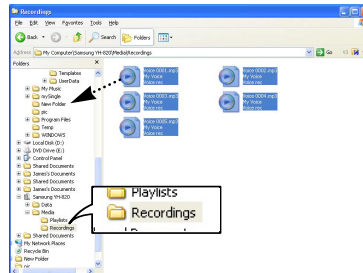 Recordings
File Edit View Favorites Tools Help
Back Search Folders
Address My Computer\Samsung YH-820\Media\Recordings Go
Folders
Templates
UserData
My Music
mySingle
New Folder
pic
Program Files
Temp
WINDOWS
Local Disk (D:)
DVD Drive (E:)
Control Panel
Shared Documents
James's Documents
Shared Documents
James's Documents
Samsung YH-820
Data
Media
Playlists
Recordings
Shared Documents
My Network Places
Recycle Bin
New Folder
pic
Voice 0001.mp3
My Voice
Voice rec
Voice 0002.mp3
My Voice
Voice rec
Voice 0003.mp3
My Voice
Voice rec
Voice 0004.mp3
My Voice
Voice rec
Voice 0005.mp3
My Voice
Voice rec
Playlists
Recordings